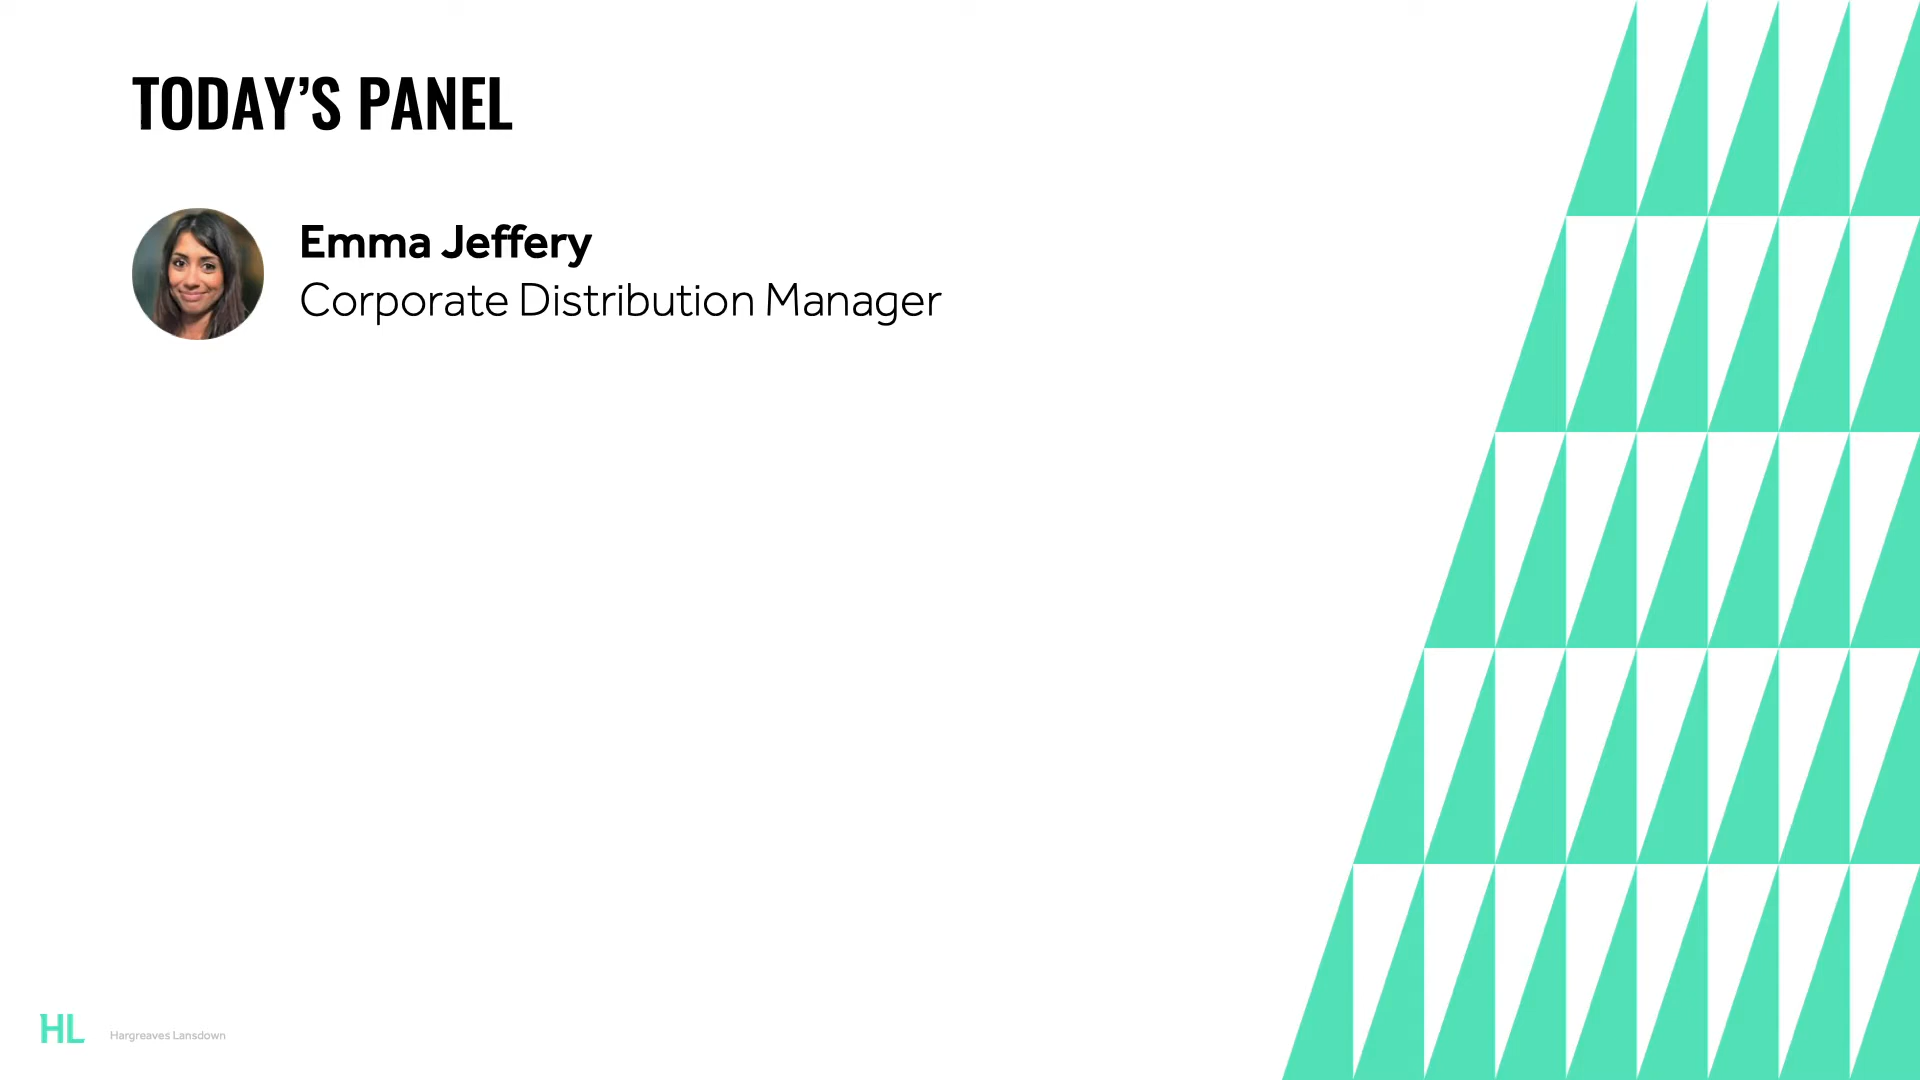 TODAY’S PANEL
Emma Jeffery
Corporate Distribution Manager
HL
Hargreaves Lansdown